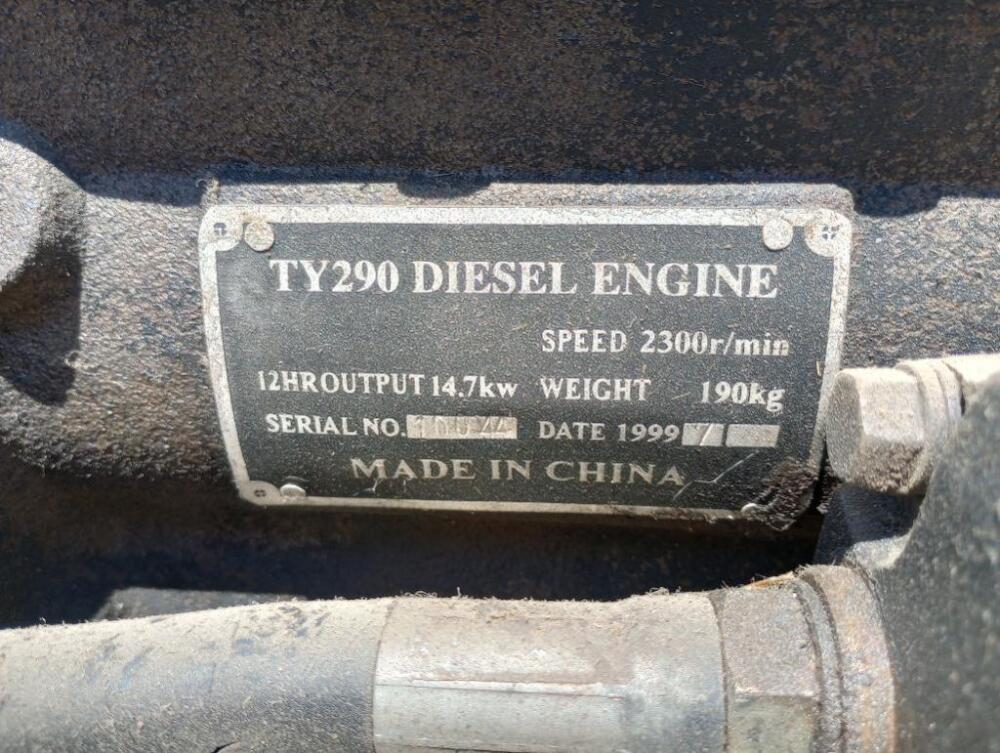 TY290 DIESEL ENGINE
SPEED 2300r/min
12HROUTPUT 14.7kw WEIGHT 190kg
SERIAL NO. DATE 1999
MADE IN CHINA